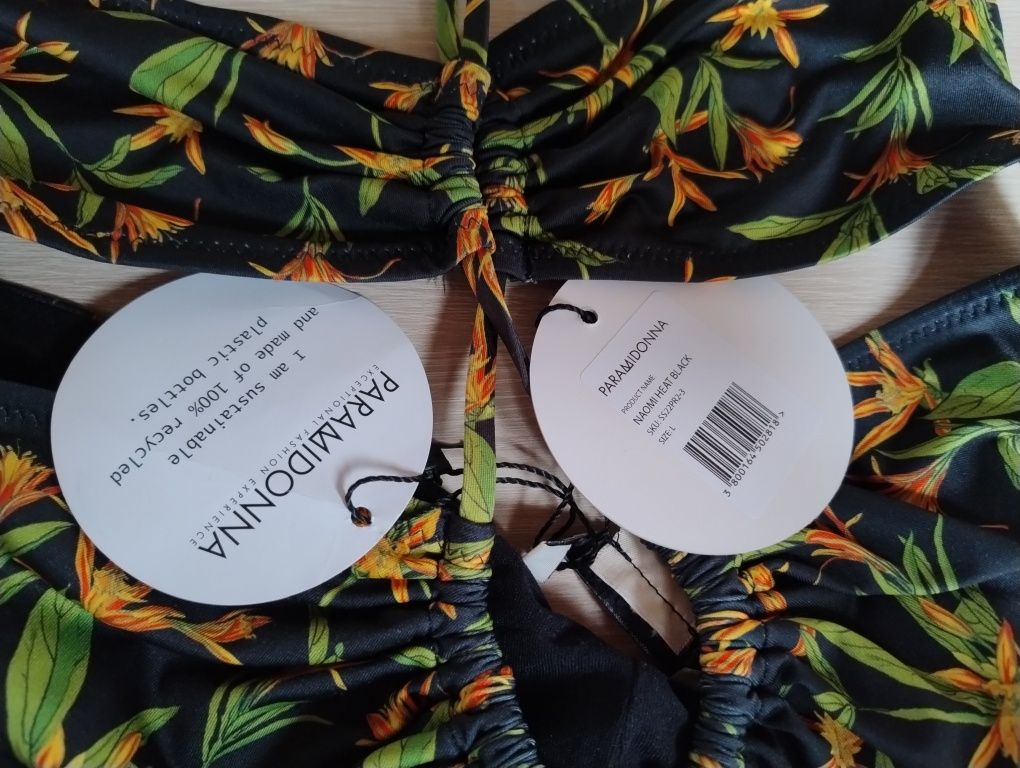 PARAMIDONNA
EXCEPTIONAL FASHION EXPERIENCE
I am sustainable
and made of 100% recycled
plastic bottles.
PARAMIDONNA
PRODUCT NAME
NAOMI HEAT BLACK
SKU: SS22PR2-3
SIZE: L
3 800164 502818 >